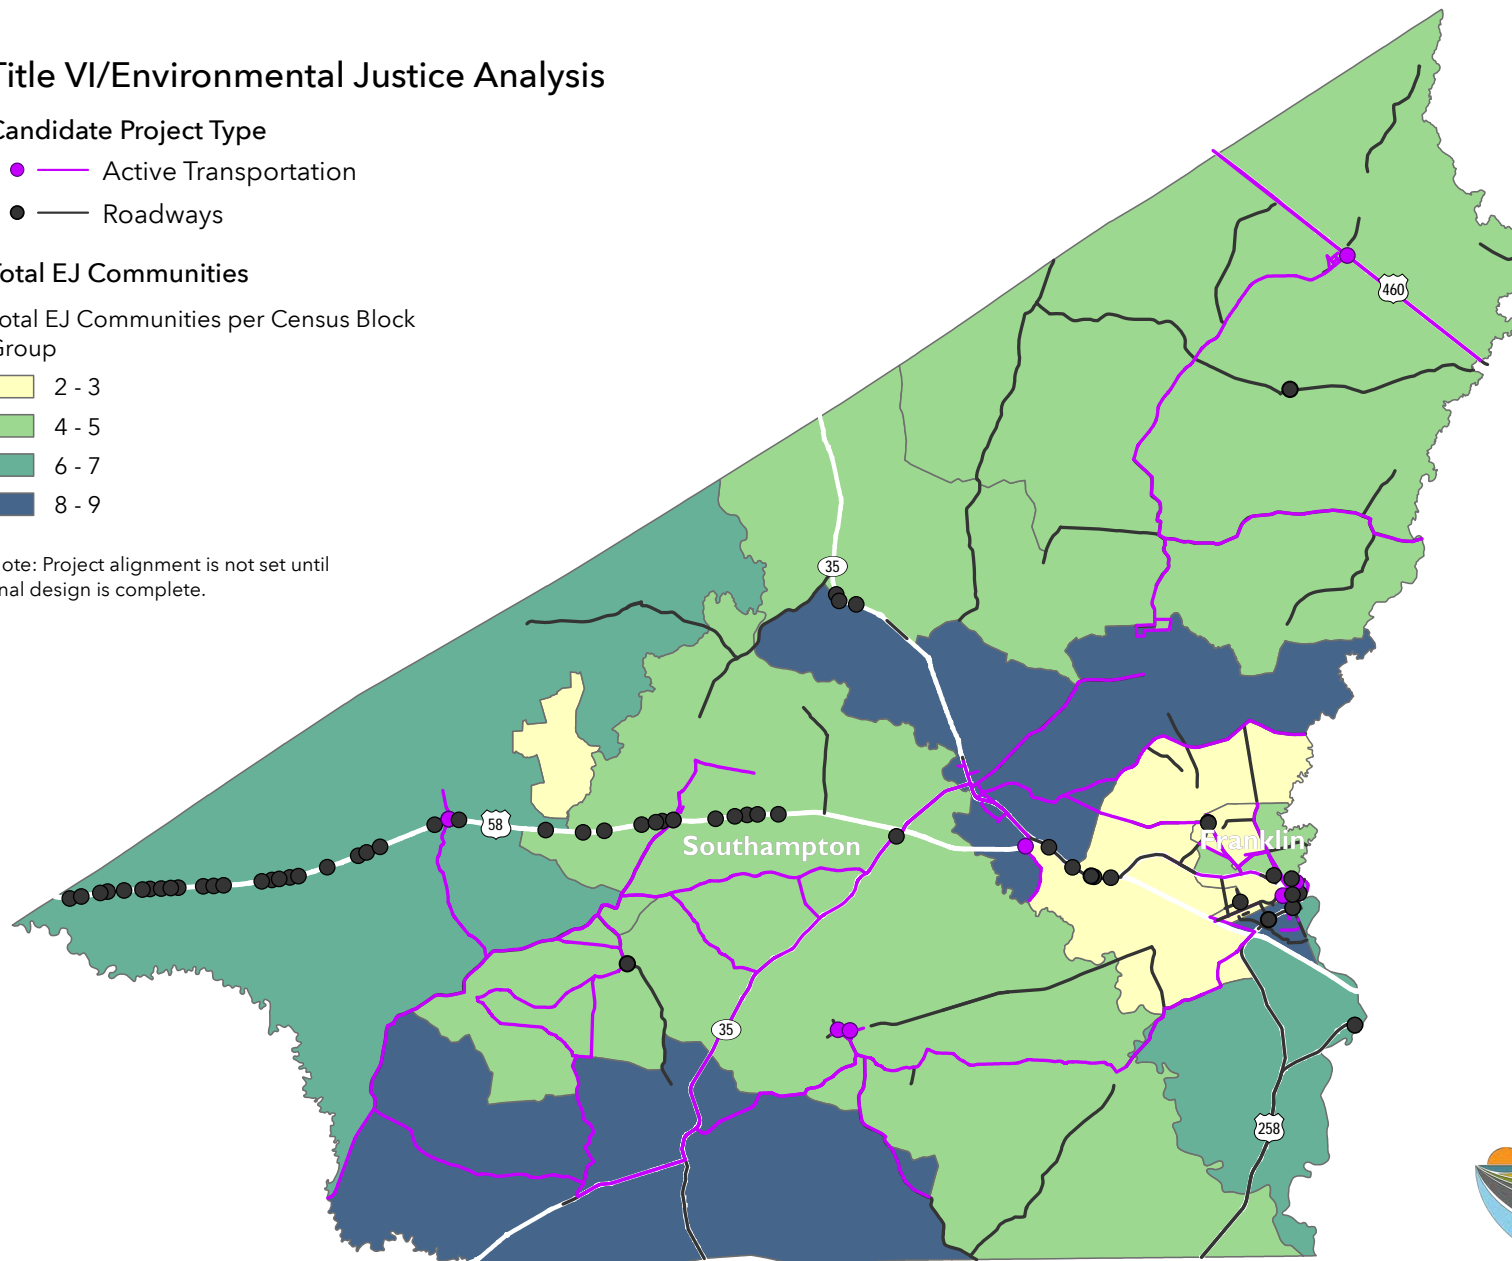 Title VI/Environmental Justice Analysis
Candidate Project Type
Active Transportation
Roadways
Total EJ Communities
Total EJ Communities per Census Block
Group
2 - 3
4 - 5
6 - 7
8 - 9
Note: Project alignment is not set until
final design is complete.
460
35
58
Southampton
Franklin
35
258